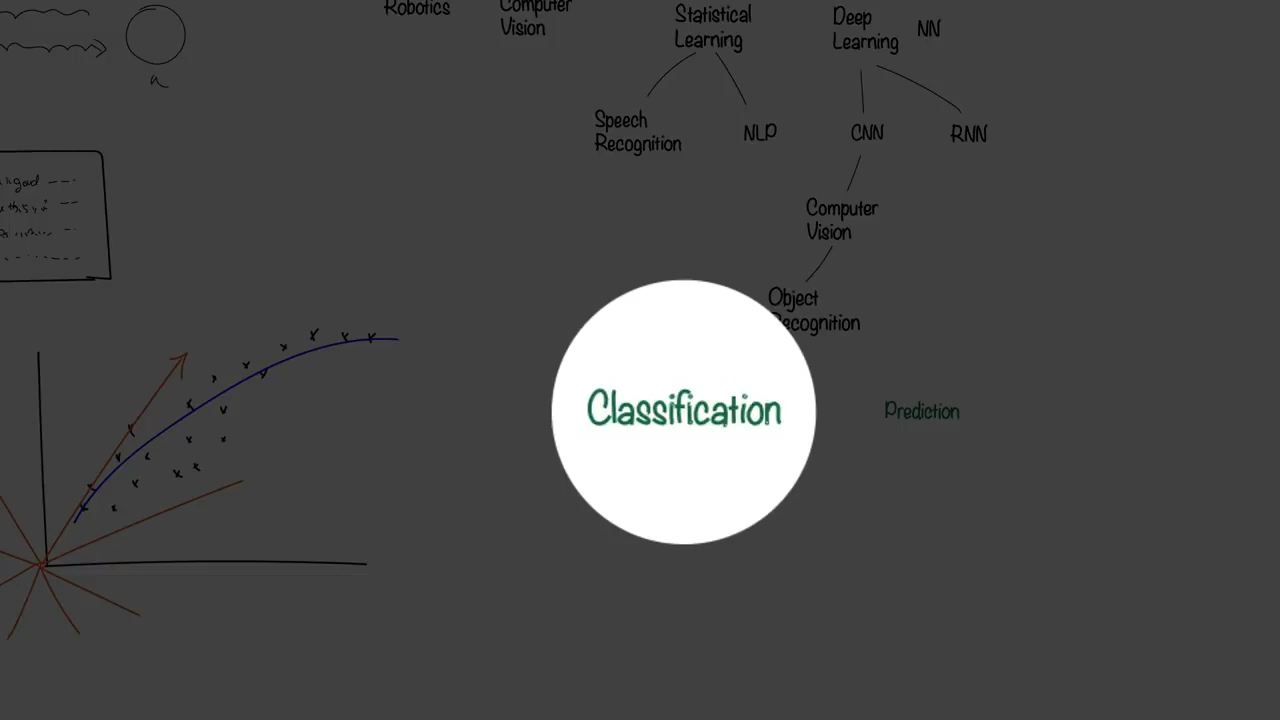 Robotics
Computer
Vision
Statistical
Learning
Deep
Learning
NN
a
Speech
Recognition
NLP
CNN
RNN
Computer
Vision
Object
Recognition
Classification
Prediction